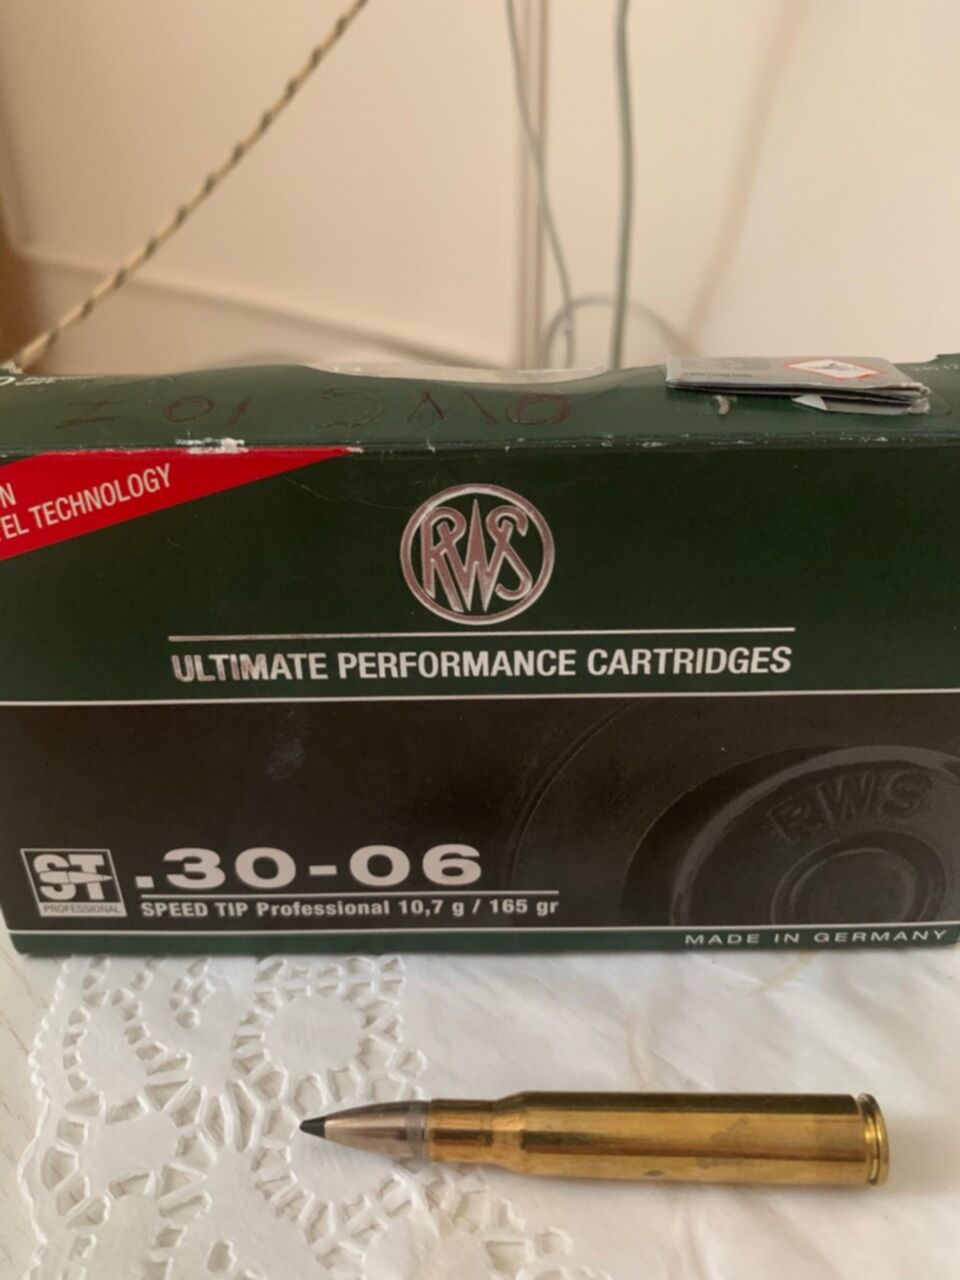 N
TEL TECHNOLOGY
RWS
ULTIMATE PERFORMANCE CARTRIDGES
RWS
ST
PROFESSIONAL
.30-06
SPEED TIP Professional 10,7 g / 165 gr
MADE IN GERMANY